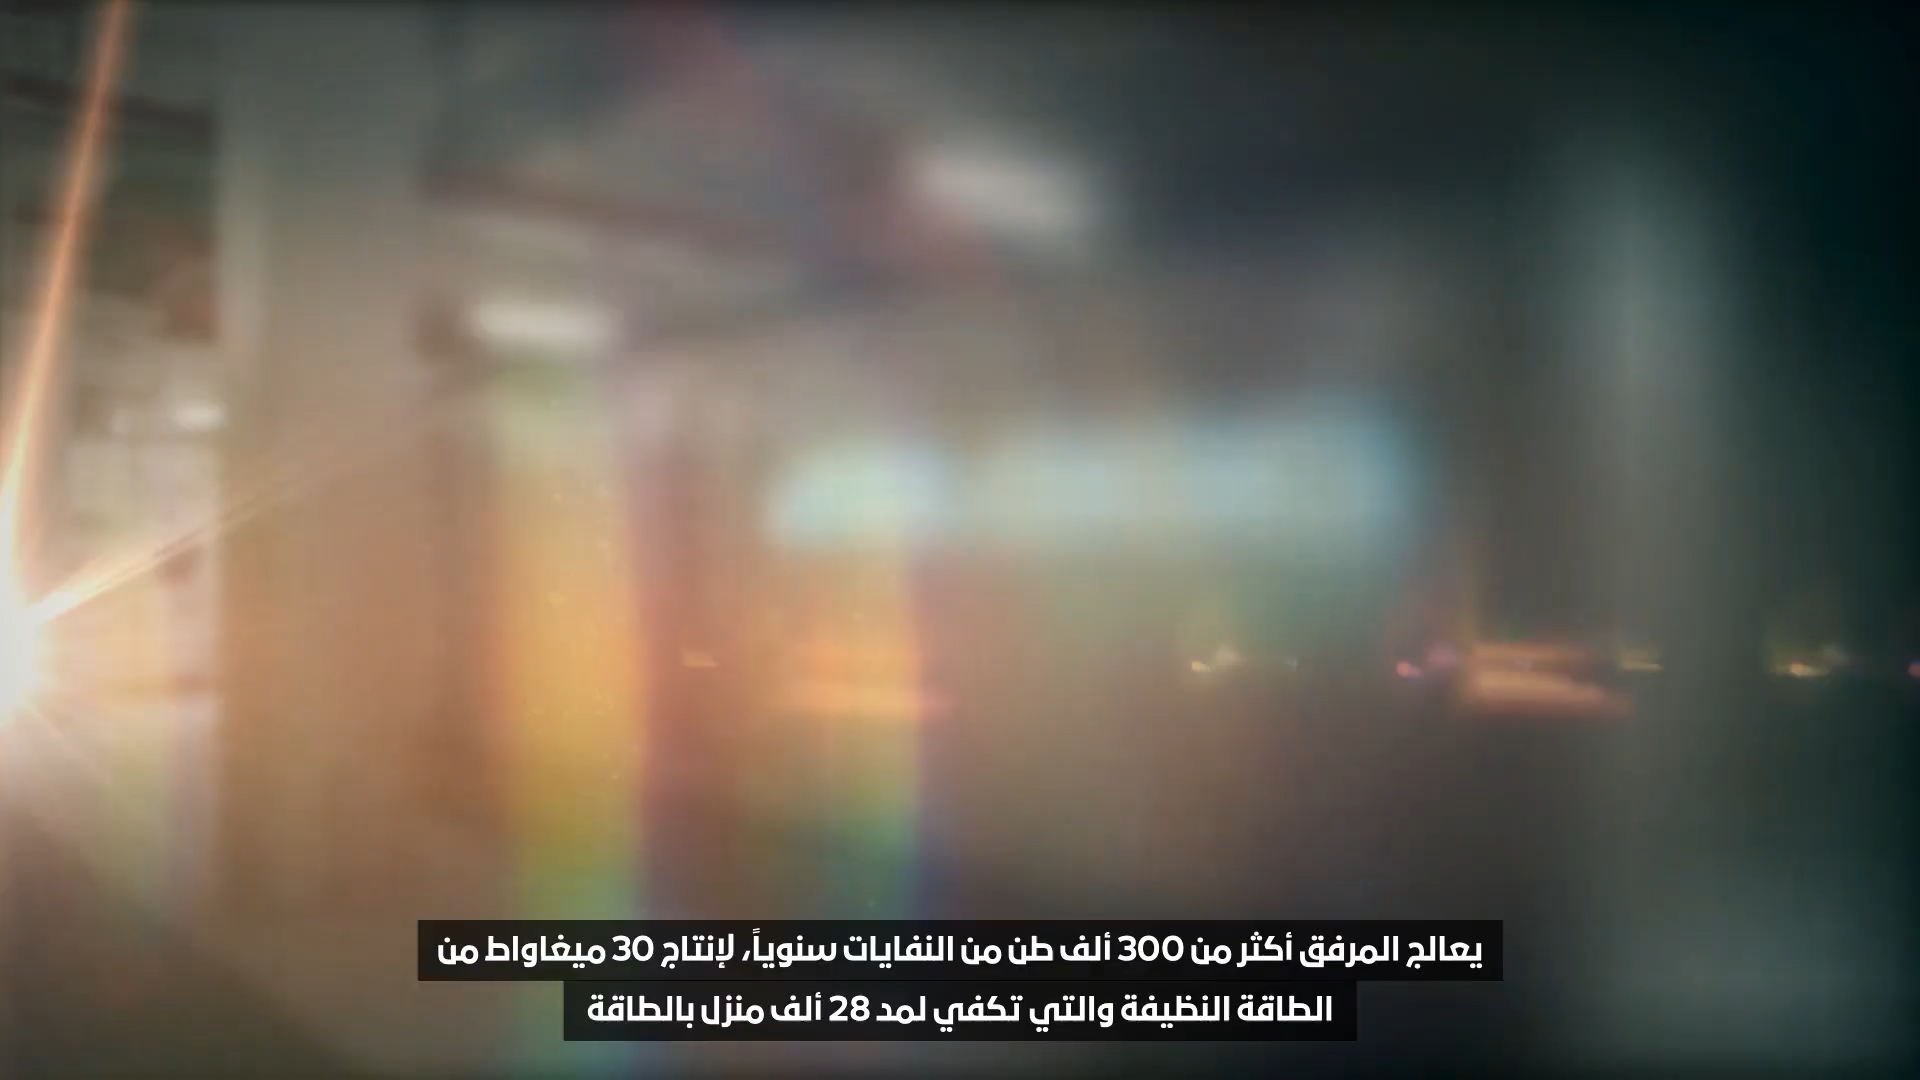 يعالج المرفق أكثر من 300 ألف طن من النفايات سنوياً، لإنتاج 30 ميغاواط من
الطاقة النظيفة والتي تكفي لمد 28 ألف منزل بالطاقة